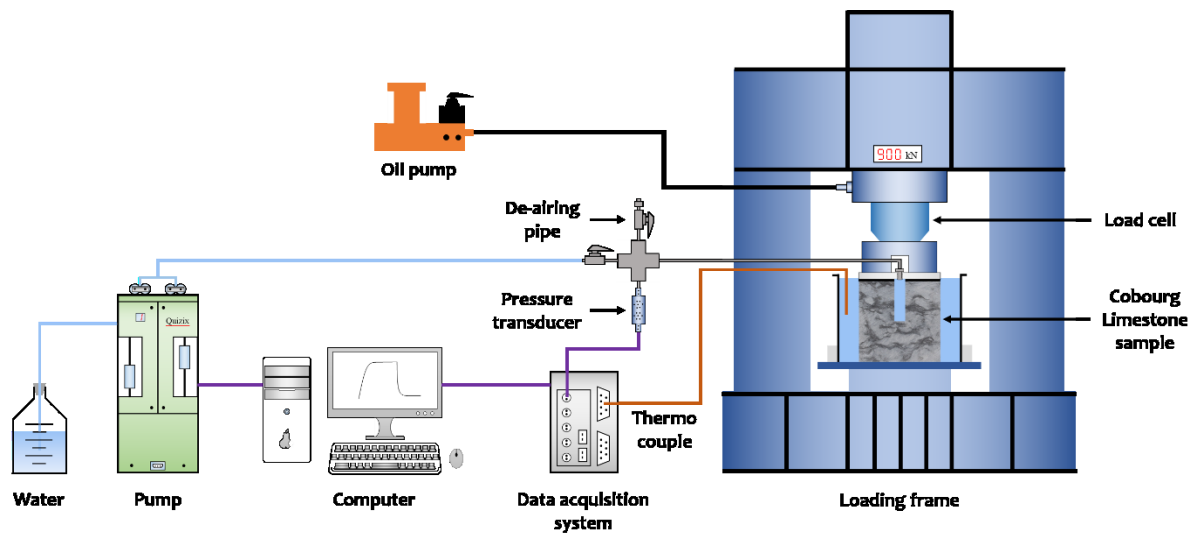 900 kN
Oil pump
De-airing
pipe
Load cell
Pressure
transducer
Cobourg
Limestone
sample
Quizix
Thermo
couple
Water
Pump
Computer
Data acquisition
system
Loading frame